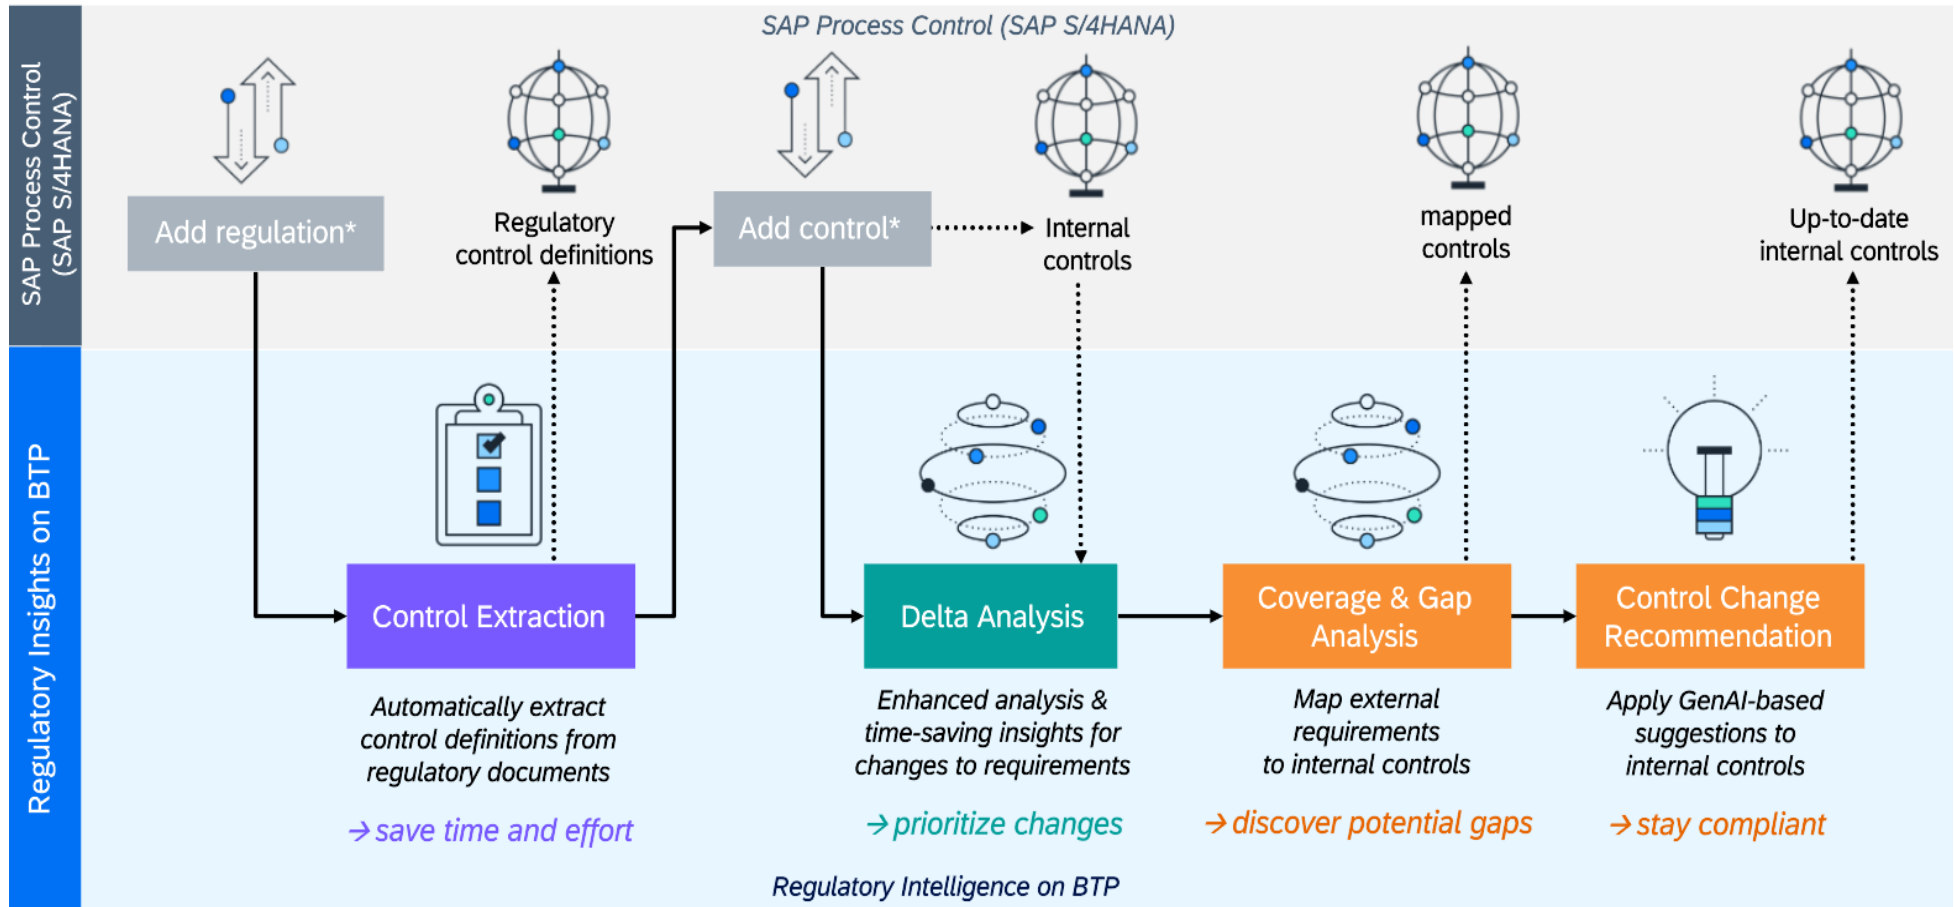 SAP Process Control (SAP S/4HANA)
SAP Process Control
(SAP S/4HANA)
Add regulation*
Regulatory
control definitions
Add control*
Internal
controls
mapped
controls
Up-to-date
internal controls
Regulatory Insights on BTP
Control Extraction
Automatically extract
control definitions from
regulatory documents
→ save time and effort
Delta Analysis
Enhanced analysis &
time-saving insights for
changes to requirements
→ prioritize changes
Coverage & Gap
Analysis
Map external
requirements
to internal controls
→ discover potential gaps
Control Change
Recommendation
Apply GenAI-based
suggestions to
internal controls
→ stay compliant
Regulatory Intelligence on BTP